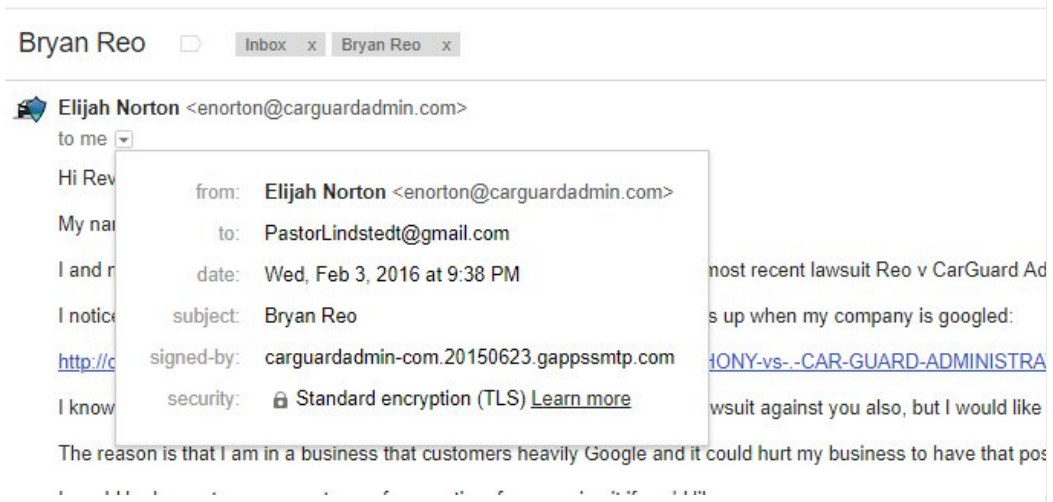 Bryan Reo
Inbox x Bryan Reo x
Elijah Norton <enorton@carguardadmin.com>
to me
Hi Rev
from: Elijah Norton <enorton@carguardadmin.com>
My nar
to: PastorLindstedt@gmail.com
I and m
date: Wed, Feb 3, 2016 at 9:38 PM
most recent lawsuit Reo v CarGuard Ad
I notice
subject: Bryan Reo
s up when my company is googled:
http://c
signed-by: carguardadmin-com.20150623.gappssmtp.com
HONY-vs-.-CAR-GUARD-ADMINISTRA
I know
security: Standard encryption (TLS) Learn more
wsuit against you also, but I would like
The reason is that I am in a business that customers heavily Google and it could hurt my business to have that pos